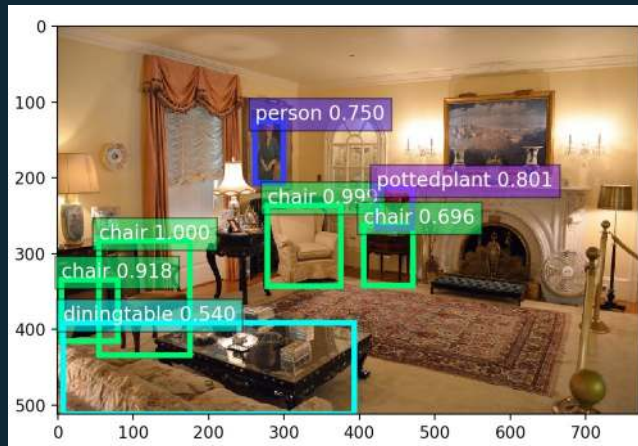 0
100
person 0.750
200
pottedplant 0.801
chair 0.999
chair 0.696
chair 1.000
300
chair 0.918
diningtable 0.540
400
500
0 100 200 300 400 500 600 700